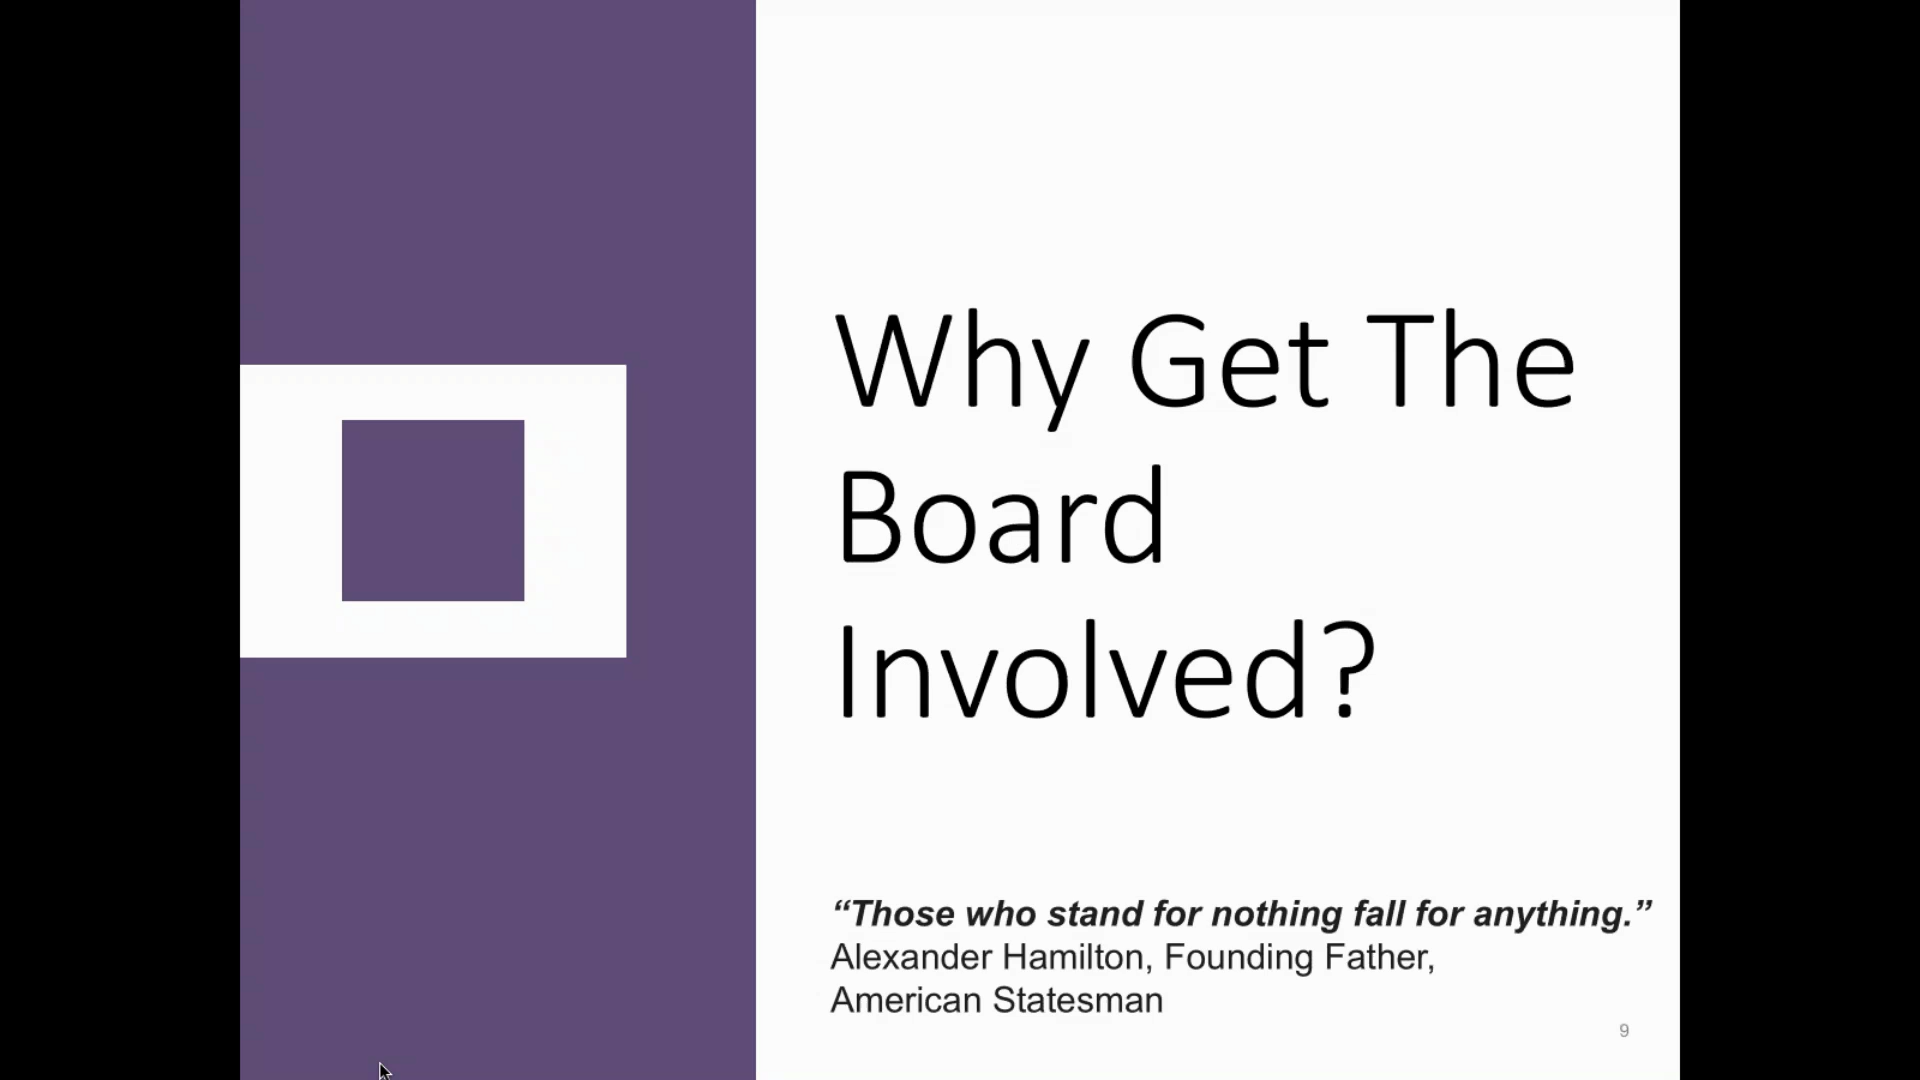 Why Get The
Board
Involved?
“Those who stand for nothing fall for anything.”
Alexander Hamilton, Founding Father,
American Statesman
9